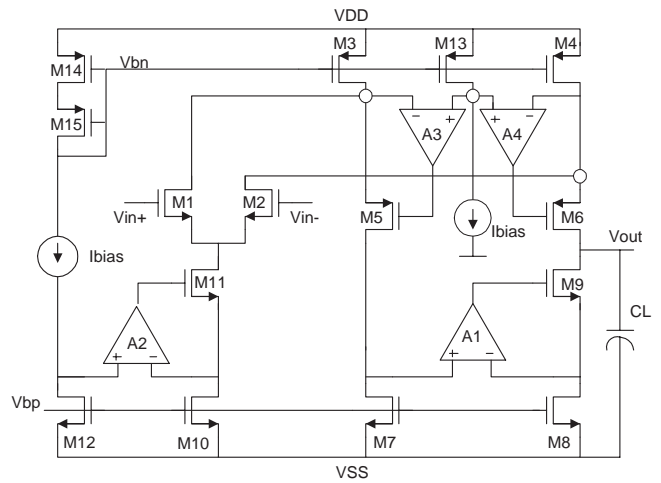 VDD
M3
M13
M4
M14
Vbn
M15
A3
A4
M1
M2
M5
M6
Vin+
Vin-
Ibias
Vout
Ibias
M11
M9
CL
A2
A1
Vbp
M12
M10
M7
M8
VSS